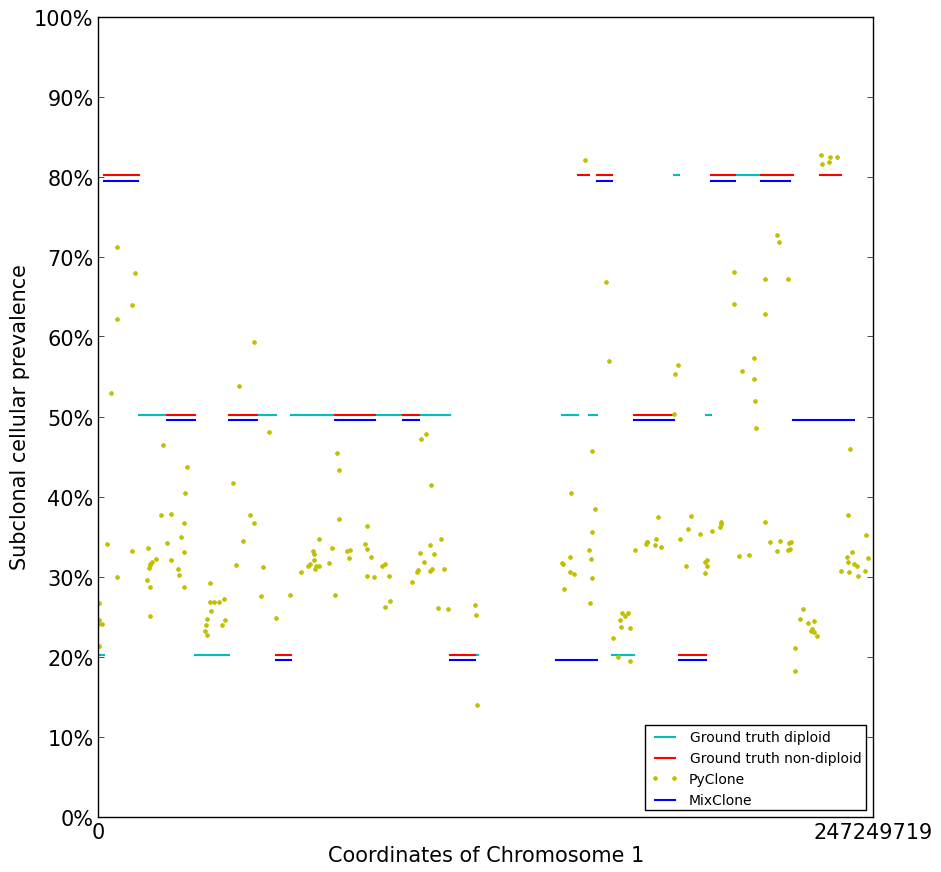 100%
90%
80%
70%
60%
50%
40%
30%
20%
10%
0%
Subclonal cellular prevalence
Ground truth diploid
Ground truth non-diploid
PyClone
MixClone
0
247249719
Coordinates of Chromosome 1